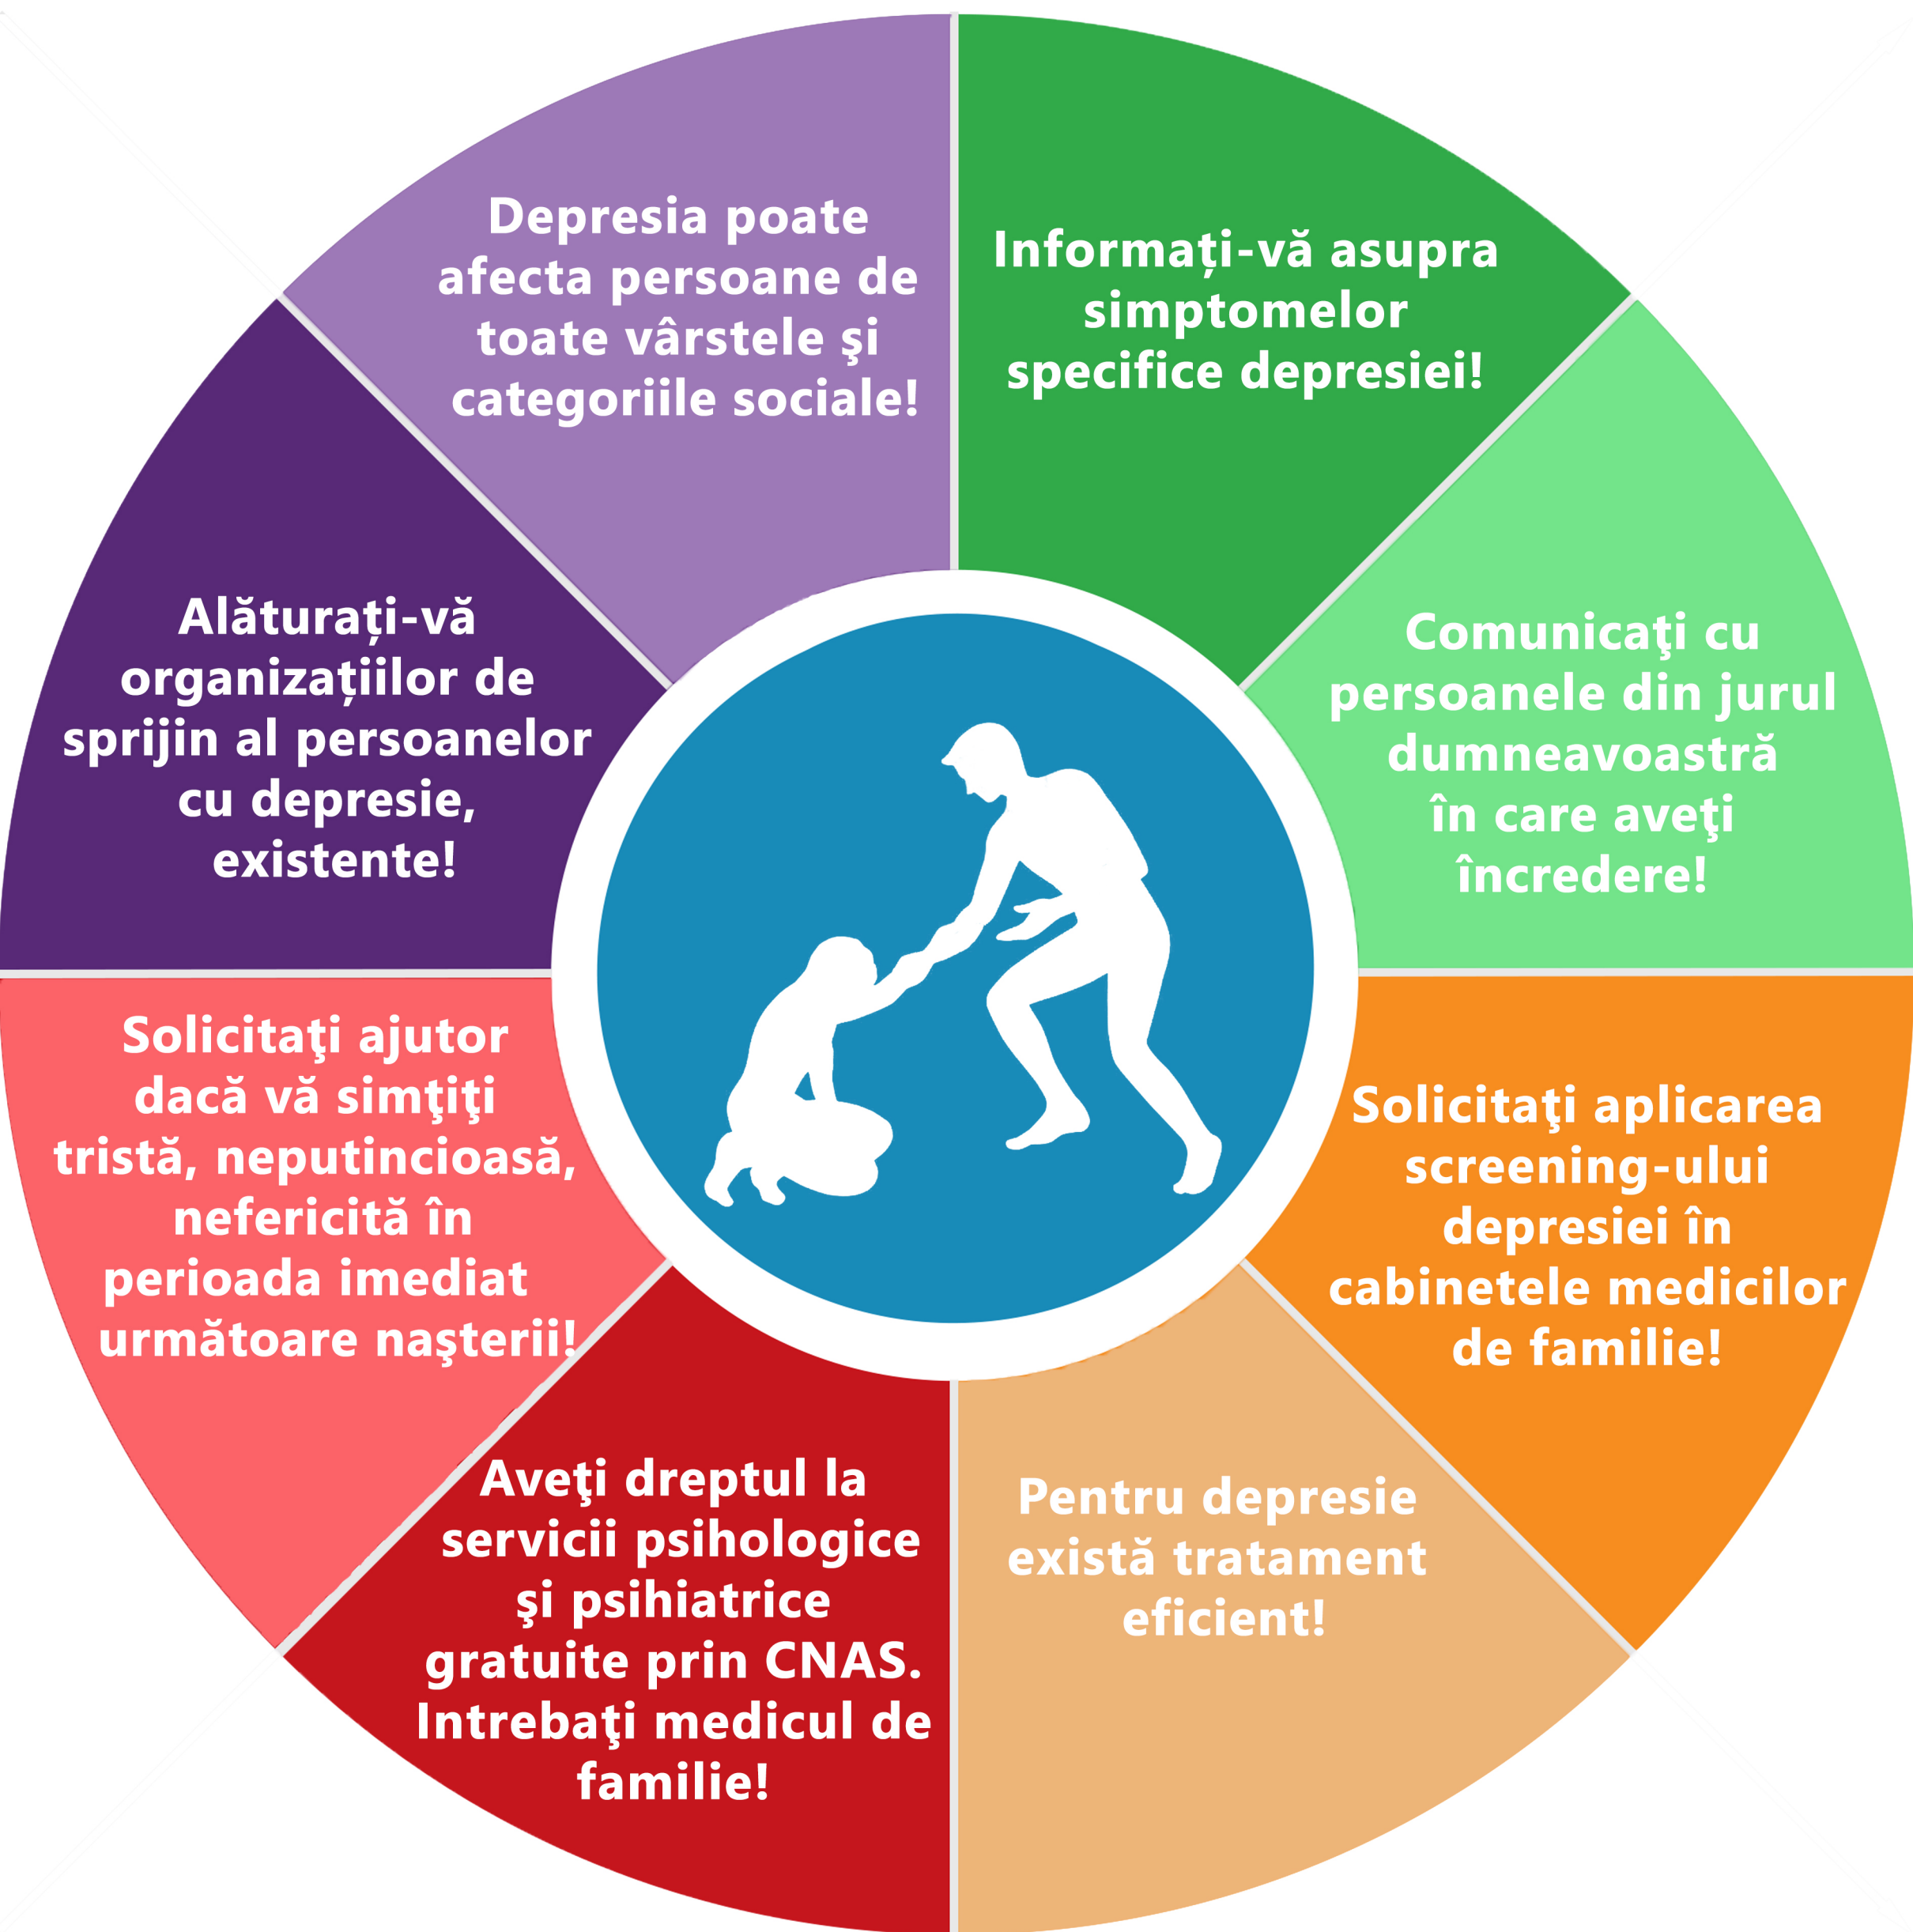 Depresia poate
afecta persoane de
toate vârstele şi
categoriile sociale!
Informați-vă asupra
simptomelor
specifice depresiei!
Comunicaţi cu
persoanele din jurul
dumneavoastră
în care aveţi
încredere!
Solicitaţi aplicarea
screening-ului
depresiei în
cabinetele medicilor
de familie!
Pentru depresie
există tratament
eficient!
Aveţi dreptul la
servicii psihologice
şi psihiatrice
gratuite prin CNAS.
Intrebaţi medicul de
familie!
Solicitaţi ajutor
dacă vă simţiţi
tristă, neputincioasă,
nefericită în
perioada imediat
următoare naşterii!
Alăturați-vă
organizațiilor de
sprijin al persoanelor
cu depresie,
existente!